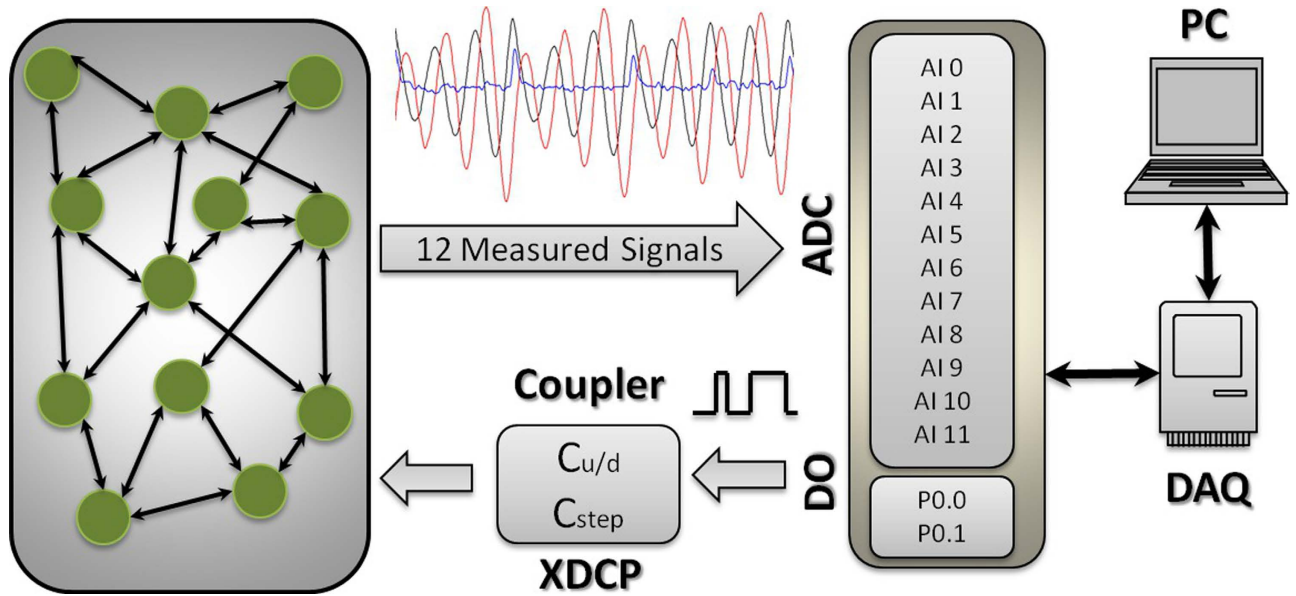 PC
AI 0
AI 1
AI 2
AI 3
AI 4
AI 5
AI 6
AI 7
AI 8
AI 9
AI 10
AI 11
ADC
12 Measured Signals
Coupler
Cu/d
Cstep
XDCP
DO
P0.0
P0.1
DAQ